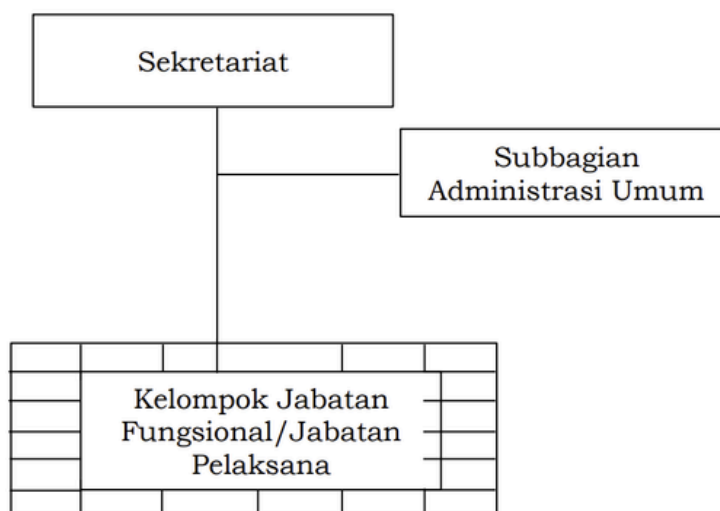 Sekretariat
Subbagian
Administrasi Umum
Kelompok Jabatan
Fungsional/Jabatan
Pelaksana